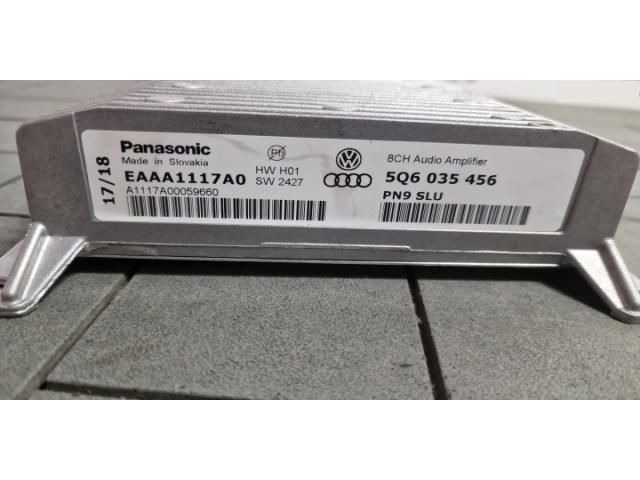 Panasonic
Made in Slovakia
17/18
EAAA1117A0
A1117A00059660
Pb
HW H01
SW 2427
8CH Audio Amplifier
5Q6 035 456
PN9 SLU